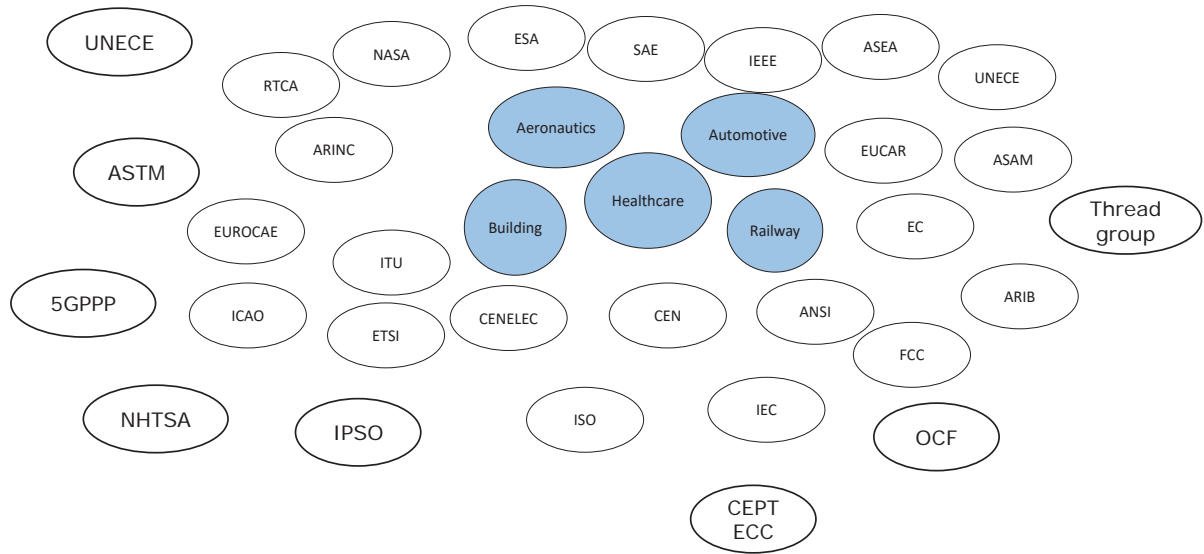 UNECE
NASA
ESA
SAE
IEEE
ASEA
UNECE
RTCA
ARINC
Aeronautics
Automotive
EUCAR
ASAM
ASTM
EUROCAE
Building
Healthcare
Railway
EC
Thread
group
ITU
5GPPP
ICAO
ETSI
CENELEC
CEN
ANSI
ARIB
FCC
NHTSA
IPSO
ISO
IEC
OCF
CEPT
ECC